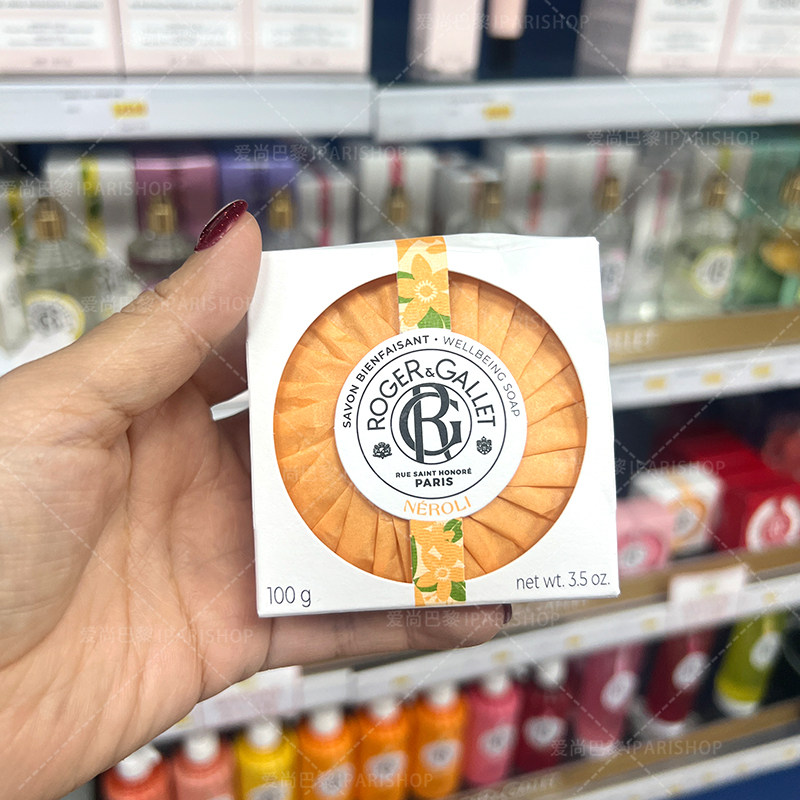 SAVON BIENFAISANT • WELLBEING SOAP
ROGER & GALLET
RG
RUE SAINT HONORÉ
PARIS
NÉROLI
100 g
net wt. 3.5 oz.
爱尚巴黎IPARISHOP